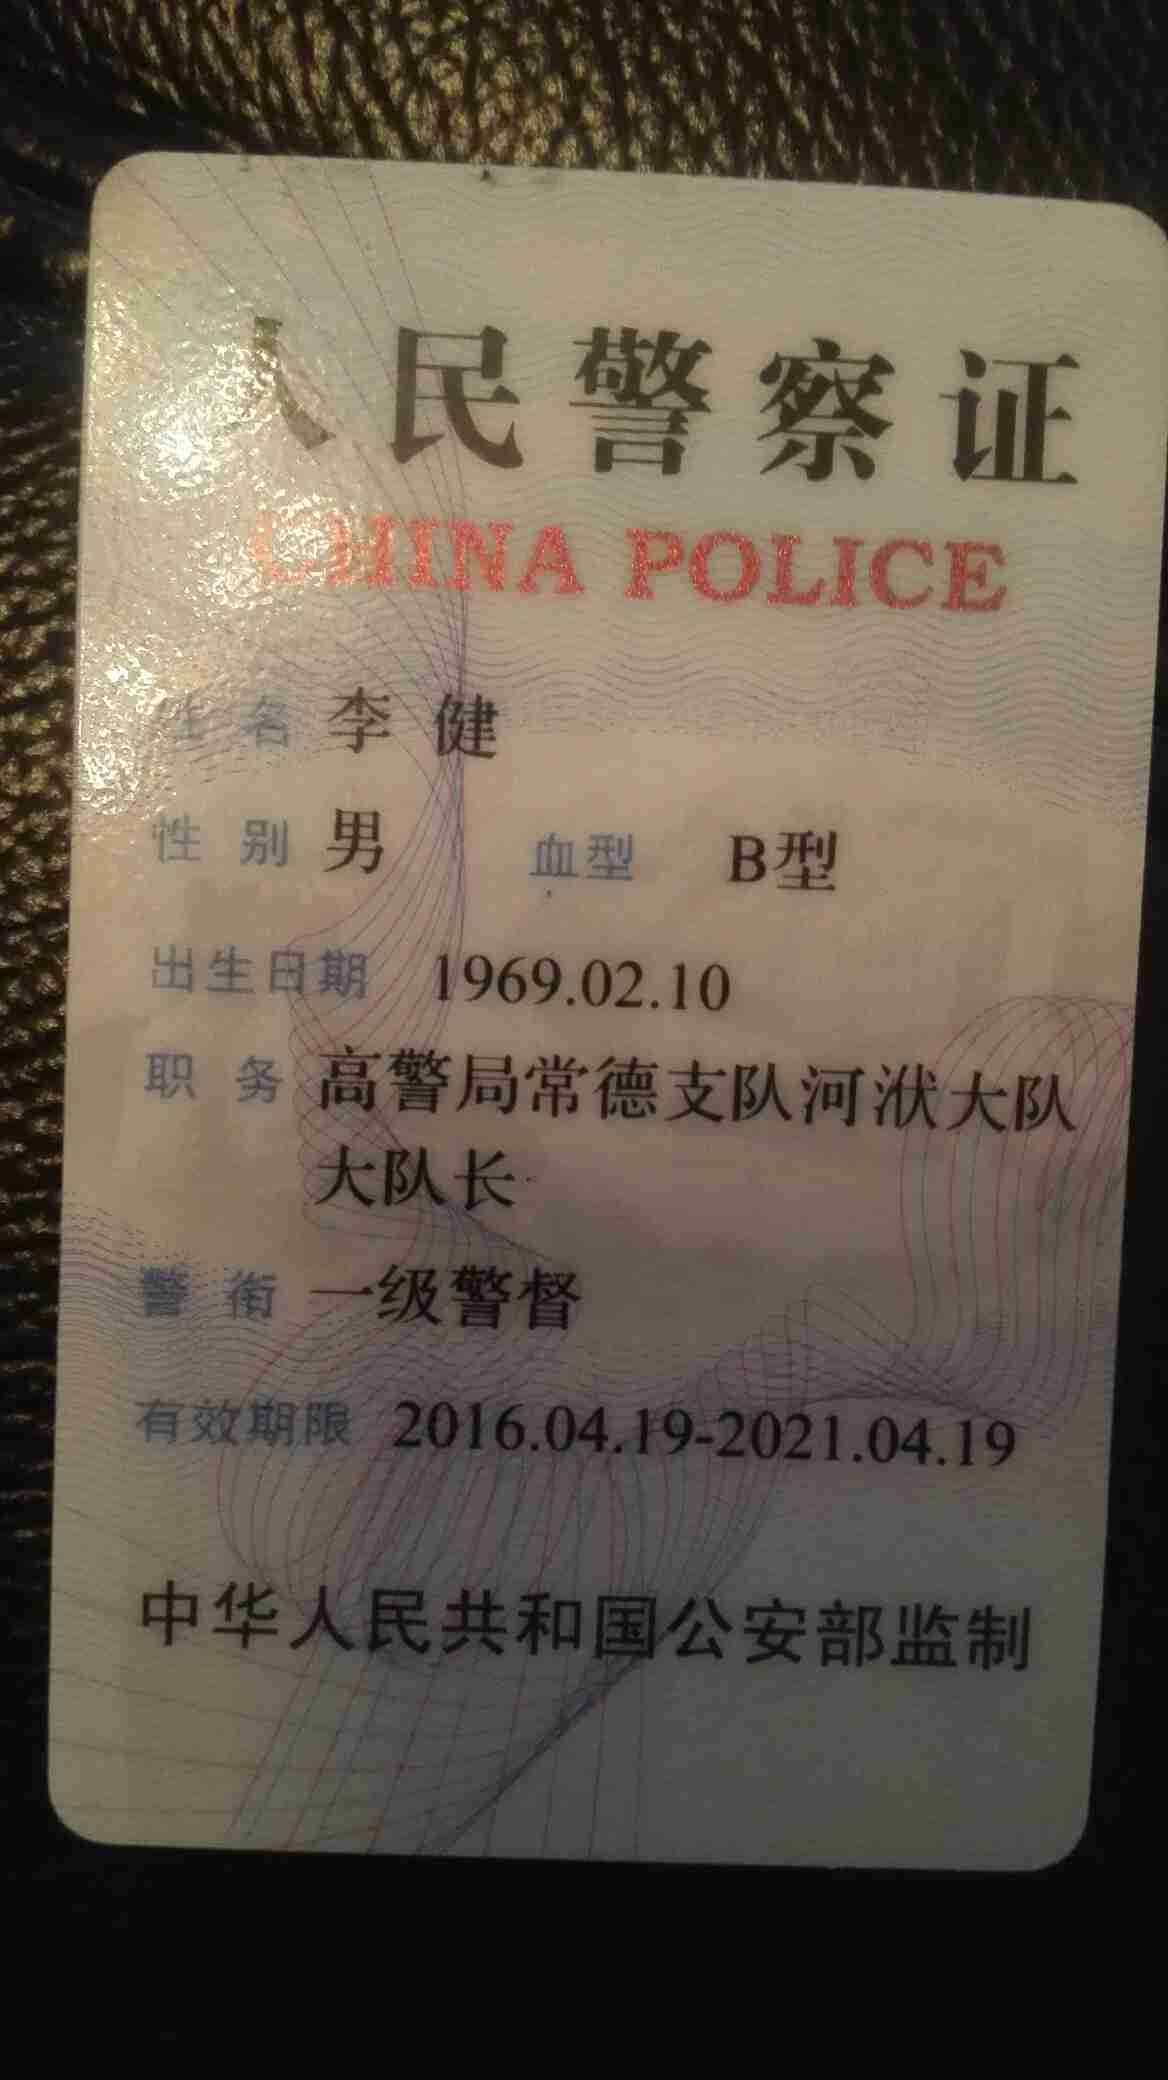 人民警察证
CHINA POLICE
姓名 李健
性别 男 血型 B型
出生日期 1969.02.10
职务 高警局常德支队河洑大队
大队长
警衔 一级警督
有效期限 2016.04.19-2021.04.19
中华人民共和国公安部监制